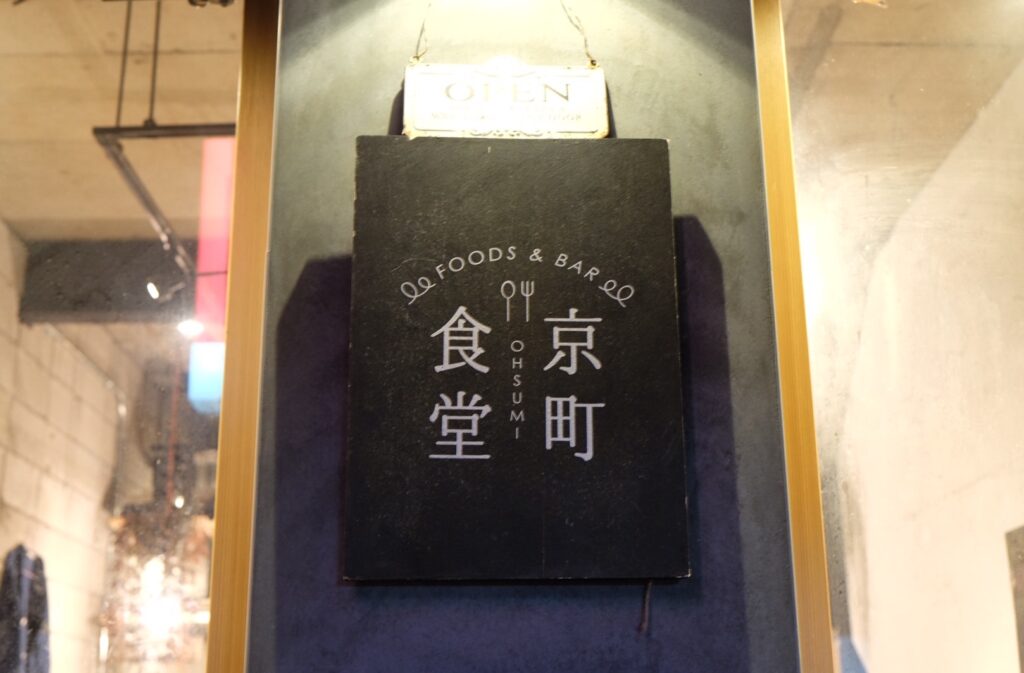 OPEN
FOODS & BAR
京町
食堂
OHSUMI